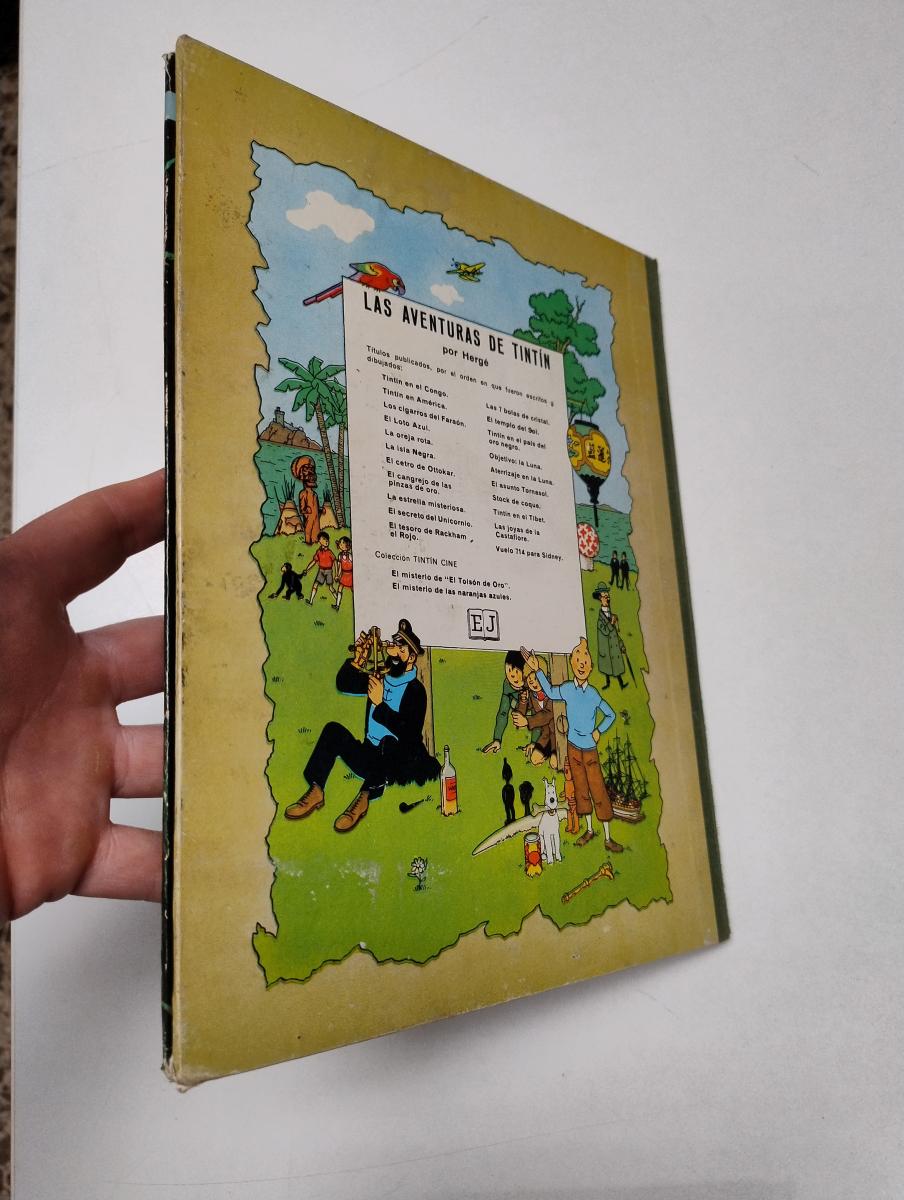 LAS AVENTURAS DE TINTÍN
por Hergé
Títulos publicados, por el orden en que fueron escritos y
dibujados:
Tintín en el Congo.
Tintín en América.
Los cigarros del Faraón.
El Loto Azul.
La oreja rota.
La isla Negra.
El cetro de Ottokar.
El cangrejo de las
pinzas de oro.
La estrella misteriosa.
El secreto del Unicornio.
El tesoro de Rackham
el Rojo.
Las 7 bolas de cristal.
El templo del Sol.
Tintín en el país del
oro negro.
Objetivo: la Luna.
Aterrizaje en la Luna.
El asunto Tornasol.
Stock de coque.
Tintín en el Tíbet.
Las joyas de la
Castafiore.
Vuelo 714 para Sidney.
Colección TINTÍN CINE
El misterio de "El Toisón de Oro".
El misterio de las naranjas azules.
EJ